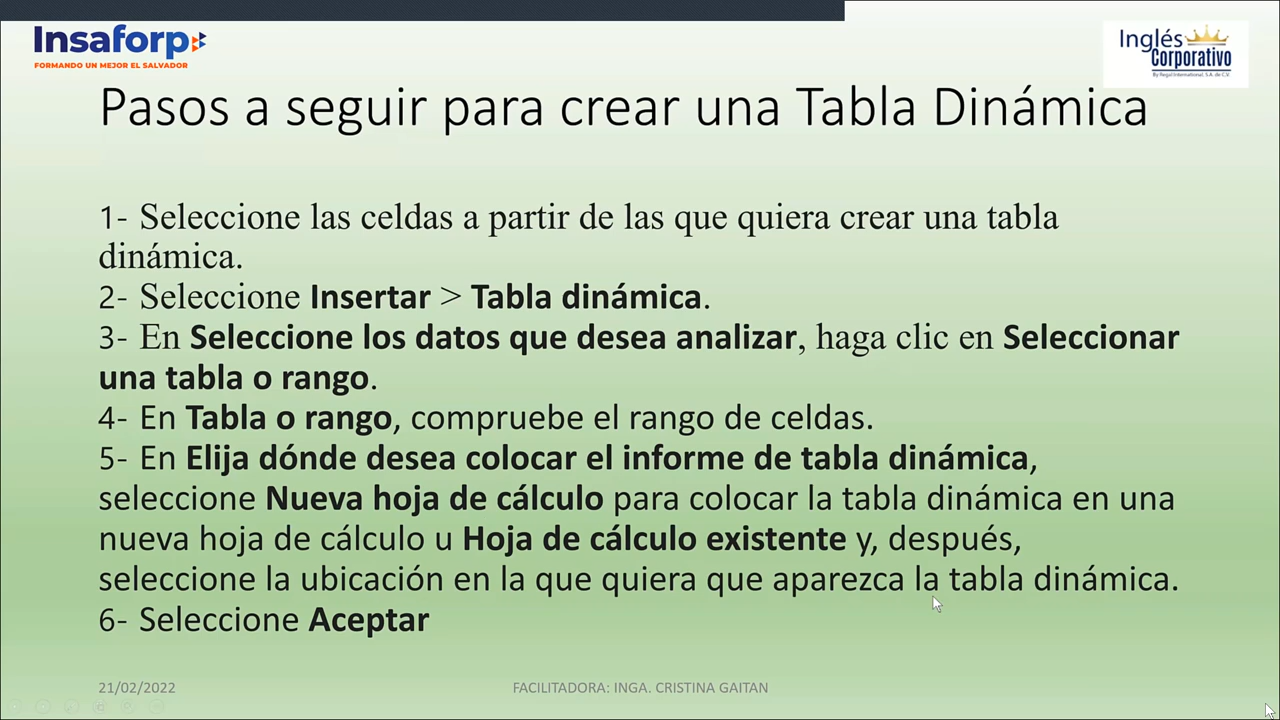 Insaforp
FORMANDO UN MEJOR EL SALVADOR
Inglés
Corporativo
By Regal International, S.A. de C.V.
Pasos a seguir para crear una Tabla Dinámica
1- Seleccione las celdas a partir de las que quiera crear una tabla
dinámica.
2- Seleccione Insertar > Tabla dinámica.
3- En Seleccione los datos que desea analizar, haga clic en Seleccionar
una tabla o rango.
4- En Tabla o rango, compruebe el rango de celdas.
5- En Elija dónde desea colocar el informe de tabla dinámica,
seleccione Nueva hoja de cálculo para colocar la tabla dinámica en una
nueva hoja de cálculo u Hoja de cálculo existente y, después,
seleccione la ubicación en la que quiera que aparezca la tabla dinámica.
6- Seleccione Aceptar
21/02/2022
FACILITADORA: INGA. CRISTINA GAITAN